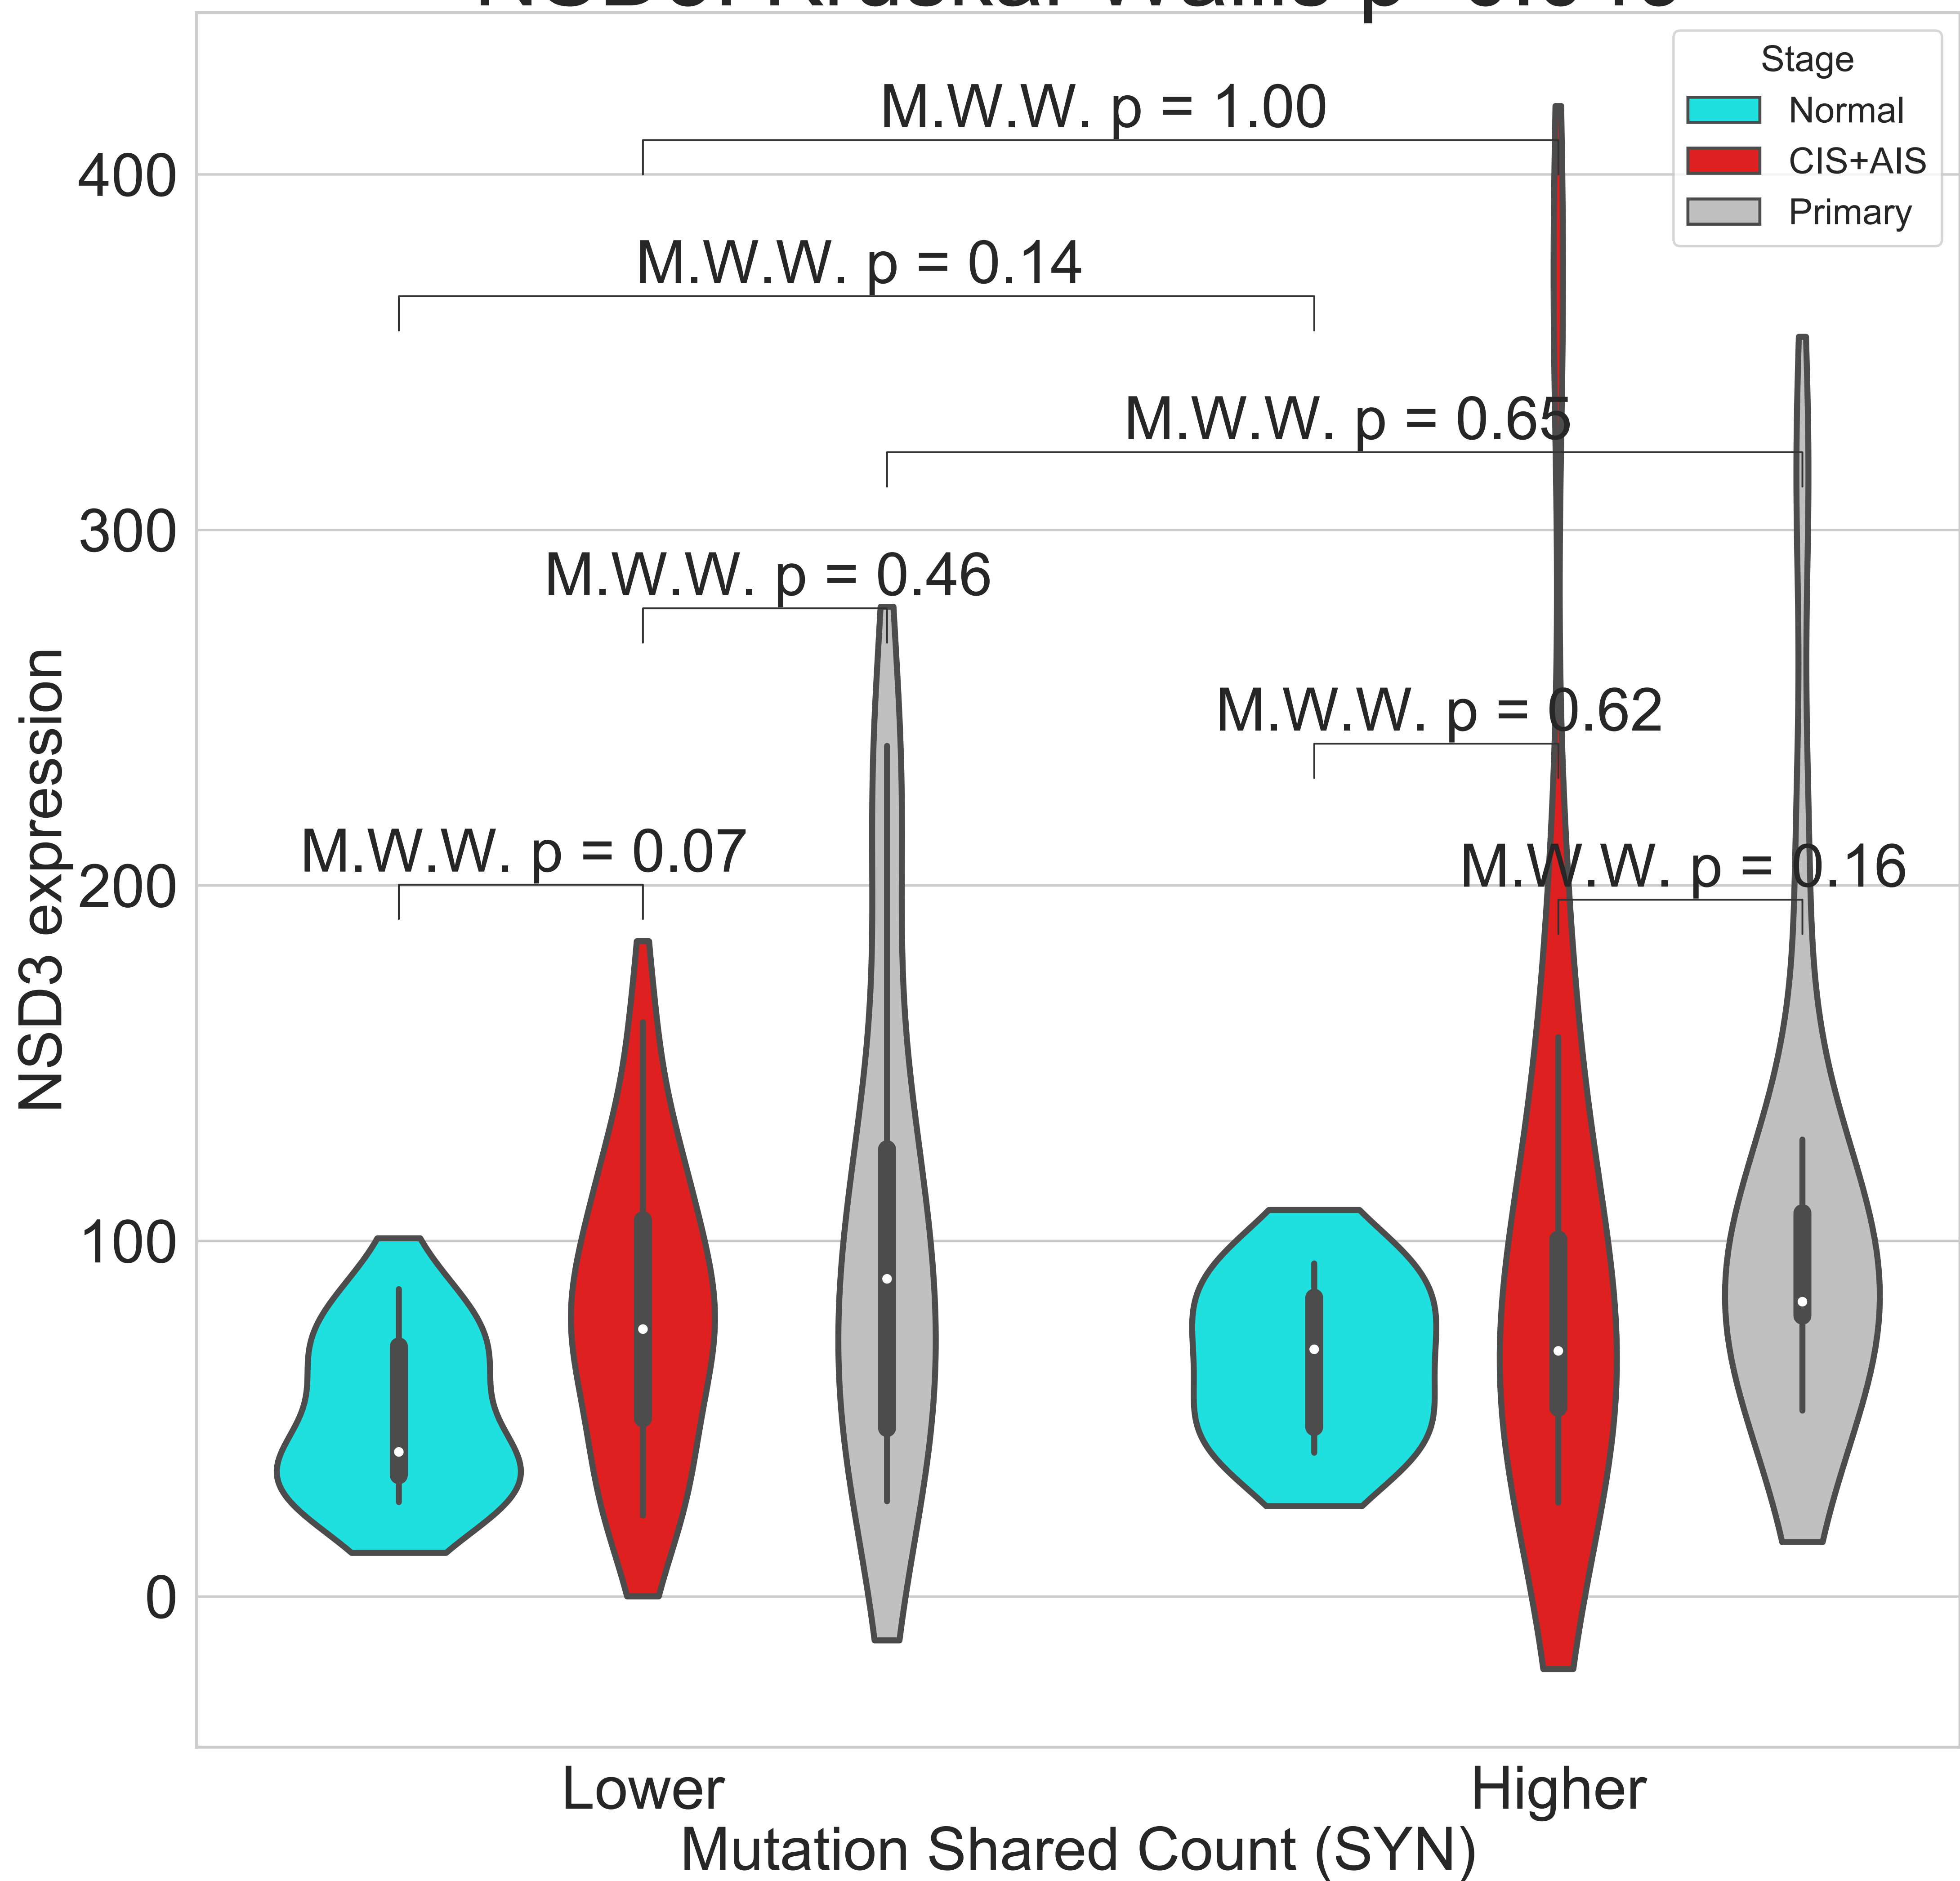 Stage
Normal
CIS+AIS
Primary
M.W.W. p = 1.00
M.W.W. p = 0.14
M.W.W. p = 0.65
M.W.W. p = 0.46
M.W.W. p = 0.62
M.W.W. p = 0.07
M.W.W. p = 0.16
400
300
200
100
0
NSD3 expression
Lower
Higher
Mutation Shared Count (SYN)